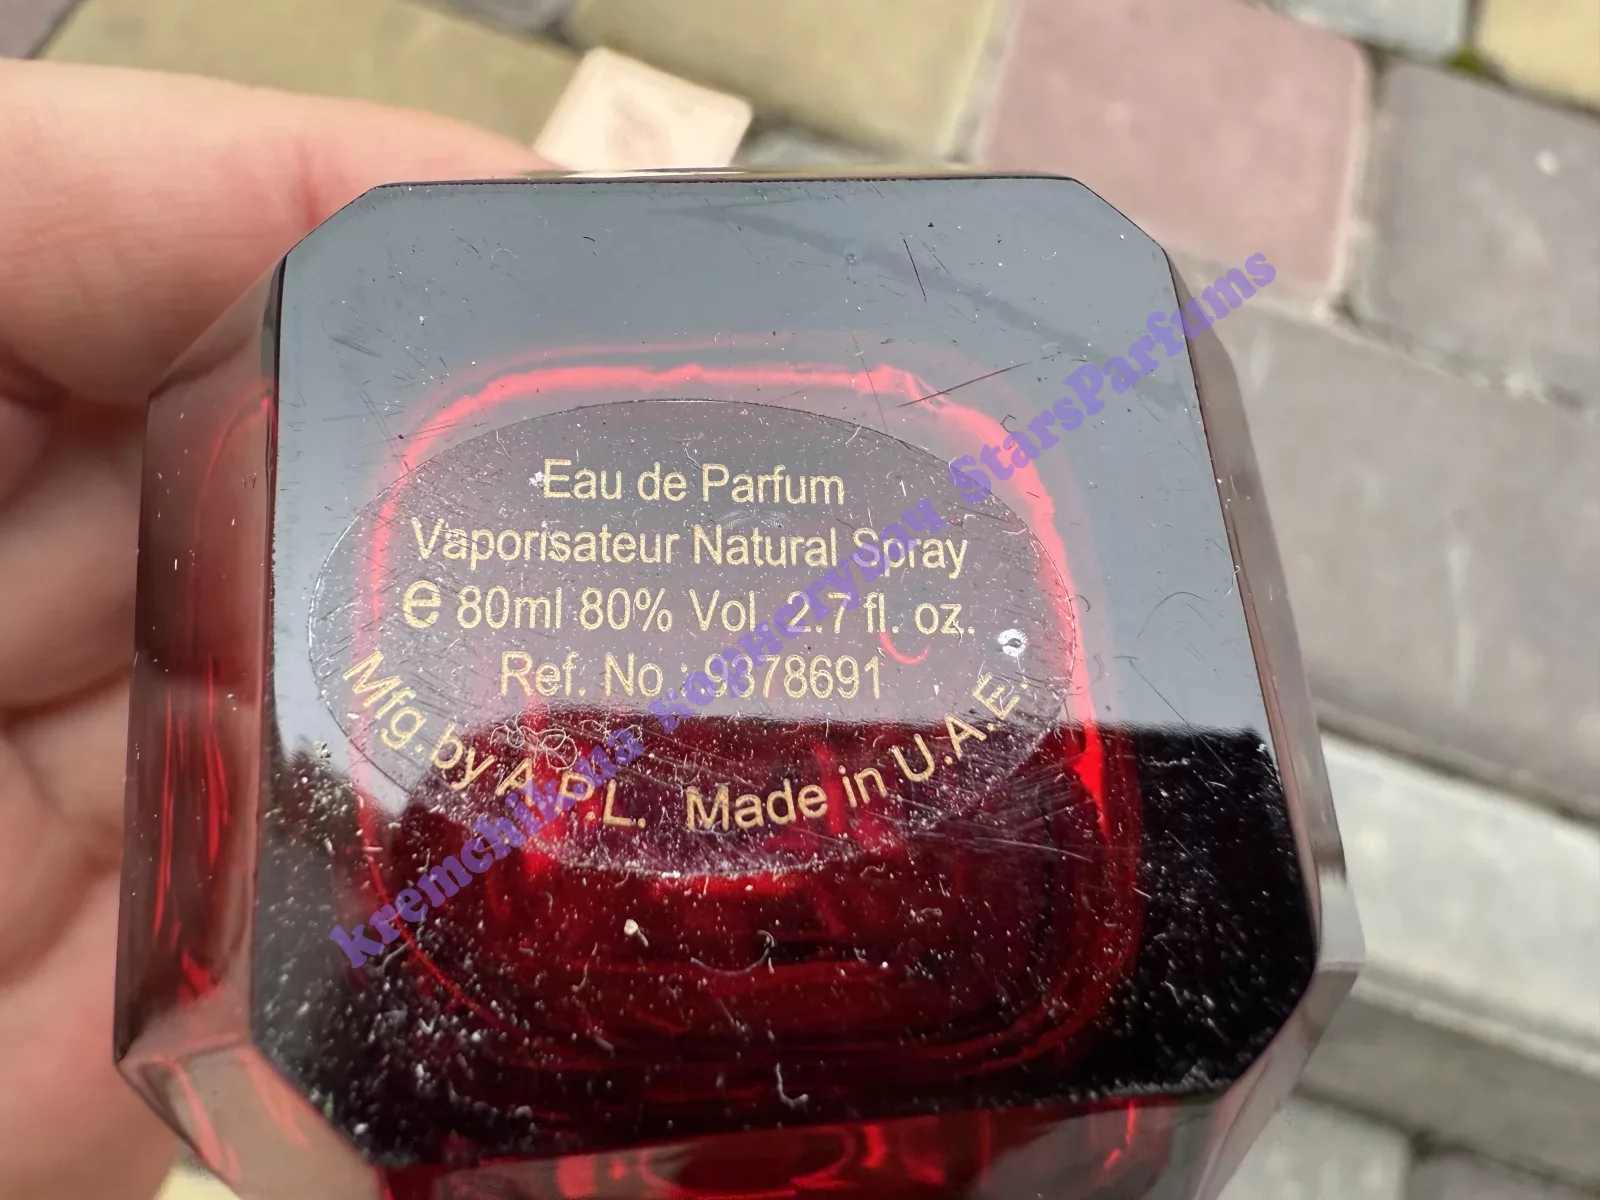 Eau de Parfum
Vaporisateur Natural Spray
e 80ml 80% Vol. 2.7 fl. oz.
Ref. No.: 9378691
Mfg. by A.P.L. Made in U.A.E.
StarsParfums